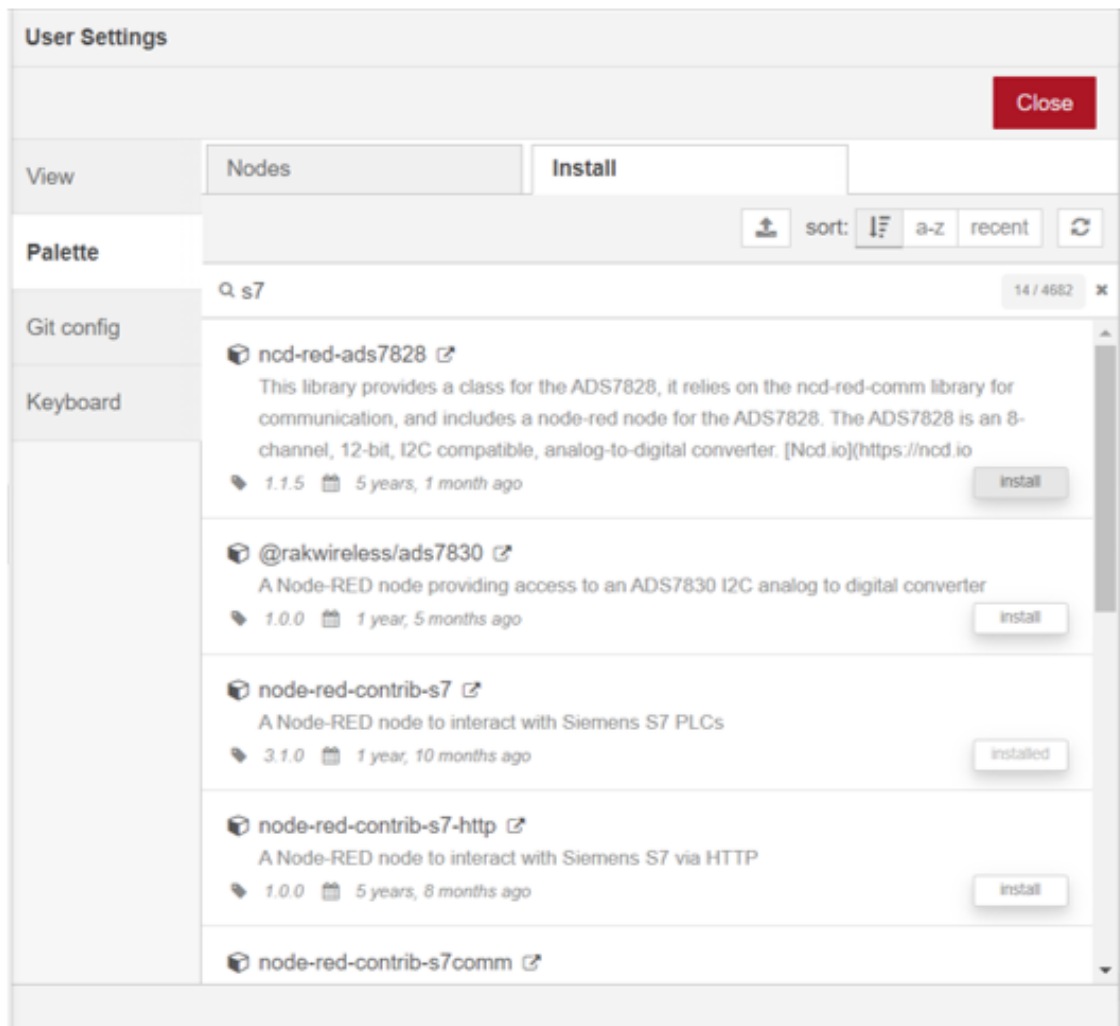 User Settings
Close
View
Palette
Git config
Keyboard
Nodes
Install
sort: a-z recent
s7
14 / 4682
ncd-red-ads7828
This library provides a class for the ADS7828, it relies on the ncd-red-comm library for
communication, and includes a node-red node for the ADS7828. The ADS7828 is an 8-
channel, 12-bit, I2C compatible, analog-to-digital converter. [Ncd.io](https://ncd.io
1.1.5 5 years, 1 month ago
install
@rakwireless/ads7830
A Node-RED node providing access to an ADS7830 I2C analog to digital converter
1.0.0 1 year, 5 months ago
install
node-red-contrib-s7
A Node-RED node to interact with Siemens S7 PLCs
3.1.0 1 year, 10 months ago
installed
node-red-contrib-s7-http
A Node-RED node to interact with Siemens S7 via HTTP
1.0.0 5 years, 8 months ago
install
node-red-contrib-s7comm